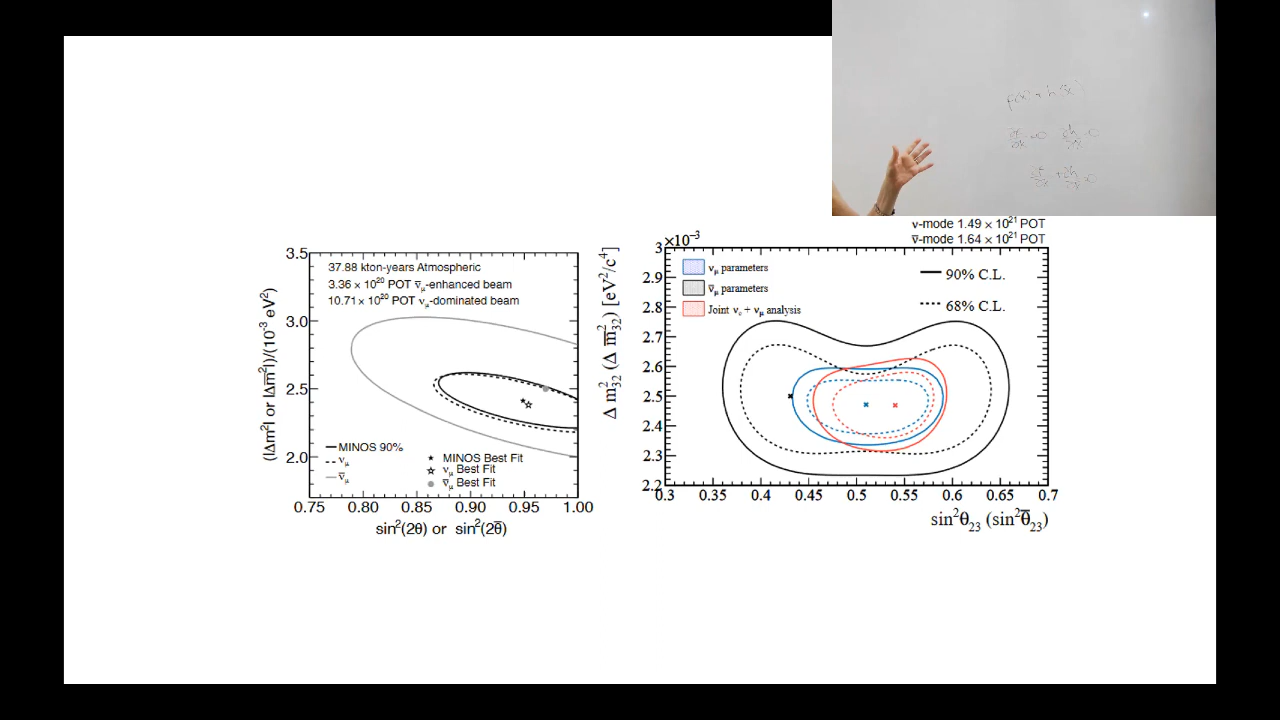 ν-mode 1.49 × 10²¹ POT
ν̅-mode 1.64 × 10²¹ POT
37.88 kton-years Atmospheric
3.36 × 10²⁰ POT ν̅μ-enhanced beam
10.71 × 10²⁰ POT νμ-dominated beam
3.5
3.0
2.5
2.0
(|Δm²| or |Δm̅²|)/(10⁻³ eV²)
MINOS 90%
νμ
ν̅μ
MINOS Best Fit
νμ Best Fit
ν̅μ Best Fit
0.75 0.80 0.85 0.90 0.95 1.00
sin²(2θ) or sin²(2θ̅)
×10⁻³
3
2.9
2.8
2.7
2.6
2.5
2.4
2.3
2.2
Δ m²₃₂ (Δ m̅²₃₂) [eV²/c⁴]
νμ parameters
ν̅μ parameters
Joint νe + νμ analysis
90% C.L.
68% C.L.
0.3 0.35 0.4 0.45 0.5 0.55 0.6 0.65 0.7
sin²θ₂₃ (sin²θ̅₂₃)